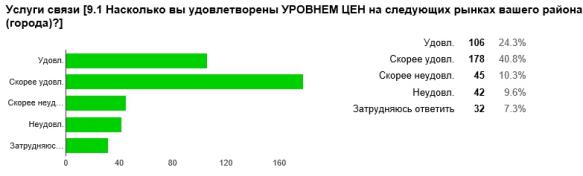 Услуги связи [9.1 Насколько вы удовлетворены УРОВНЕМ ЦЕН на следующих рынках вашего района
(города)?]
Удовл.
Скорее удовл.
Скорее неуд...
Неудовл.
Затрудняюс...
0 40 80 120 160
Удовл. 106 24.3%
Скорее удовл. 178 40.8%
Скорее неудовл. 45 10.3%
Неудовл. 42 9.6%
Затрудняюсь ответить 32 7.3%